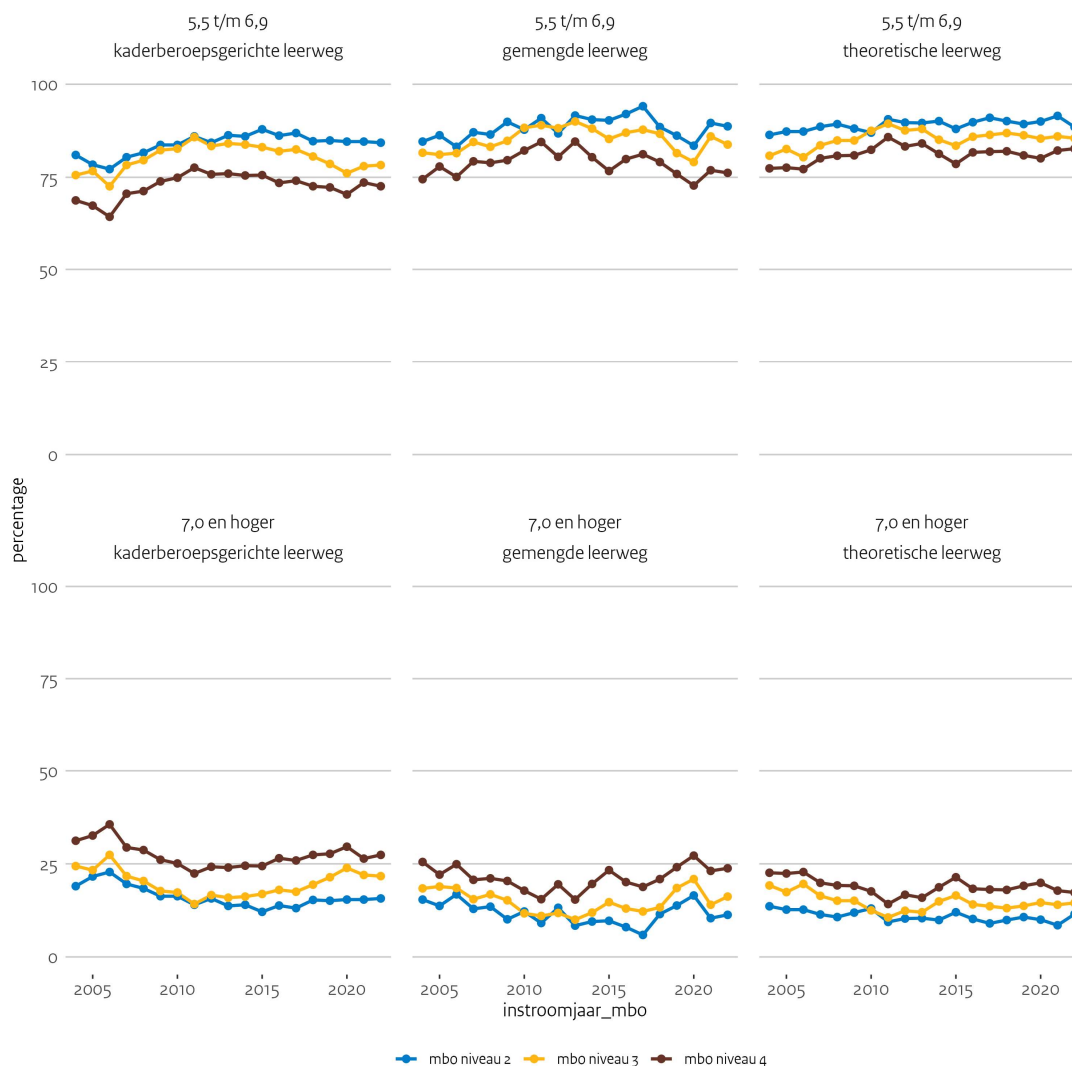 5,5 t/m 6,9 5,5 t/m 6,9 5,5 t/m 6,9
kaderberoepsgerichte leerweg gemengde leerweg theoretische leerweg
100
75
50
25
0
percentage
7,0 en hoger 7,0 en hoger 7,0 en hoger
kaderberoepsgerichte leerweg gemengde leerweg theoretische leerweg
100
75
50
25
0
2005 2010 2015 2020 2005 2010 2015 2020 2005 2010 2015 2020
instroomjaar_mbo
mbo niveau 2 mbo niveau 3 mbo niveau 4